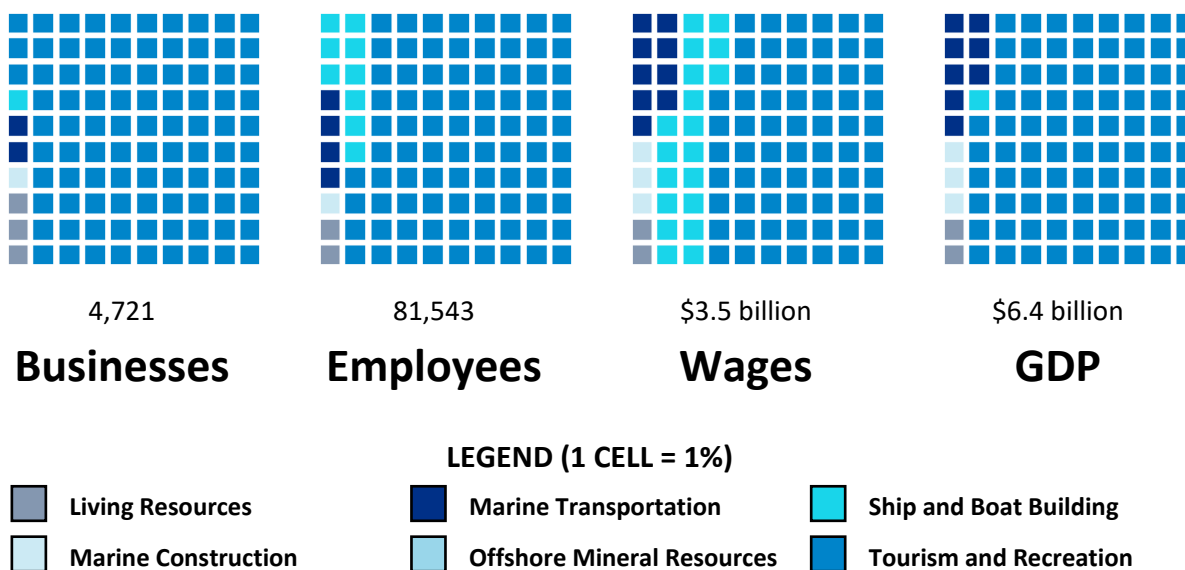 4,721
81,543
$3.5 billion
$6.4 billion
Businesses
Employees
Wages
GDP
LEGEND (1 CELL = 1%)
Living Resources
Marine Transportation
Ship and Boat Building
Marine Construction
Offshore Mineral Resources
Tourism and Recreation